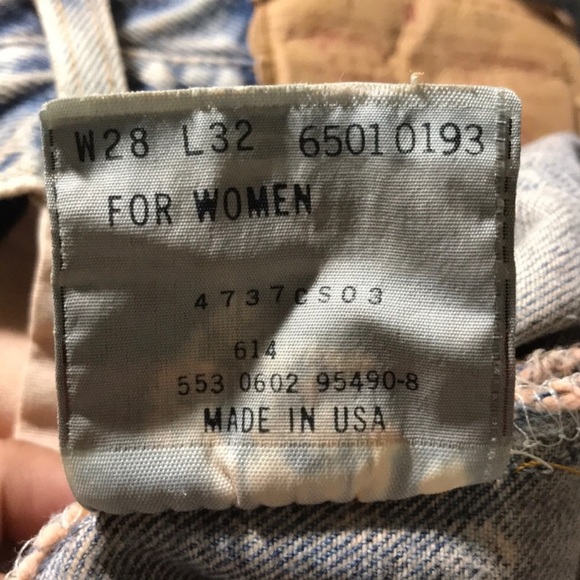 W28 L32 65010193
FOR WOMEN
4737CS03
614
553 0602 95490-8
MADE IN USA